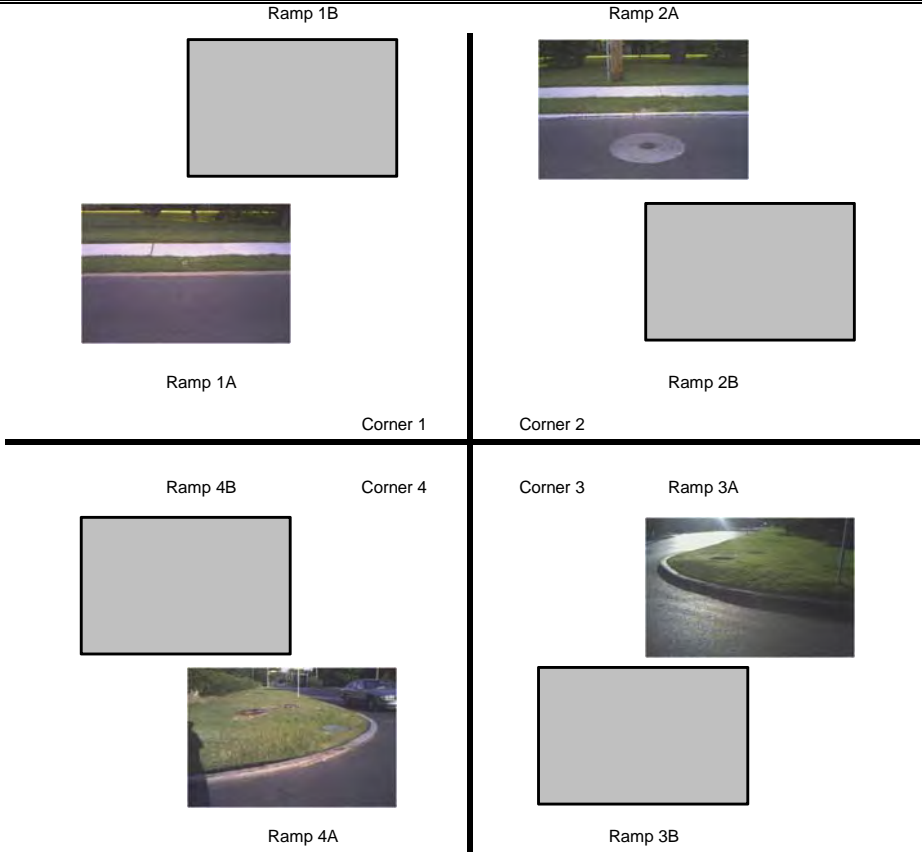 Ramp 1B
Ramp 2A
Ramp 1A
Ramp 2B
Corner 1
Corner 2
Ramp 4B
Corner 4
Corner 3
Ramp 3A
Ramp 4A
Ramp 3B